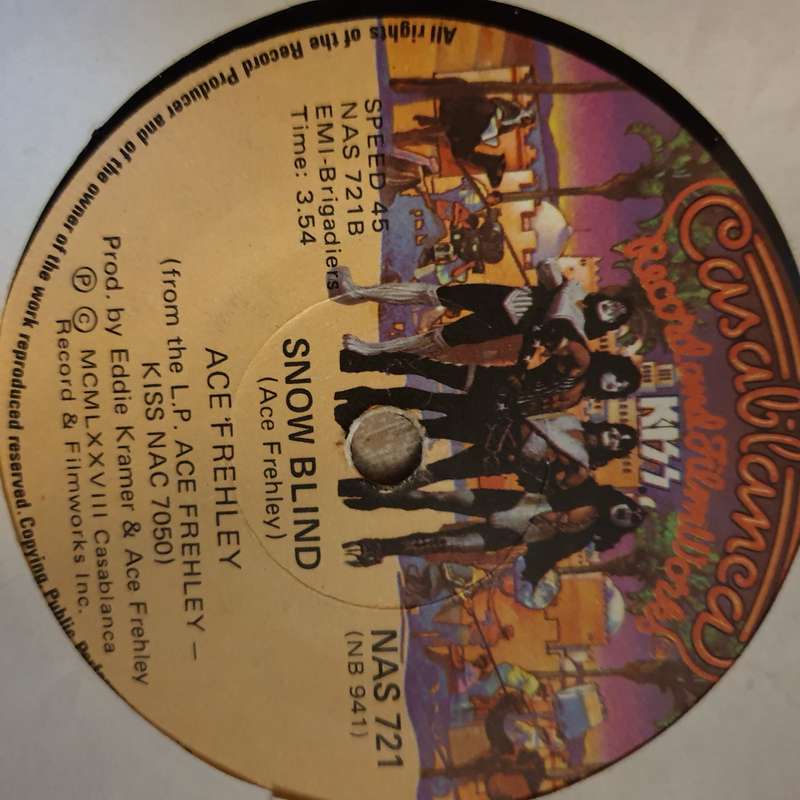 Casablanca
Record and FilmWorks
KISS
SPEED 45
NAS 721B
EMI-Brigadiers
Time: 3.54
NAS 721
(NB 941)
SNOW BLIND
(Ace Frehley)
ACE FREHLEY
(from the L.P. ACE FREHLEY –
KISS NAC 7050)
Prod. by Eddie Kramer & Ace Frehley
Ⓟ © MCMLXXVIII Casablanca
Record & Filmworks Inc.
All rights of the Record Producer and of the owner of the work reproduced reserved. Copying, Public